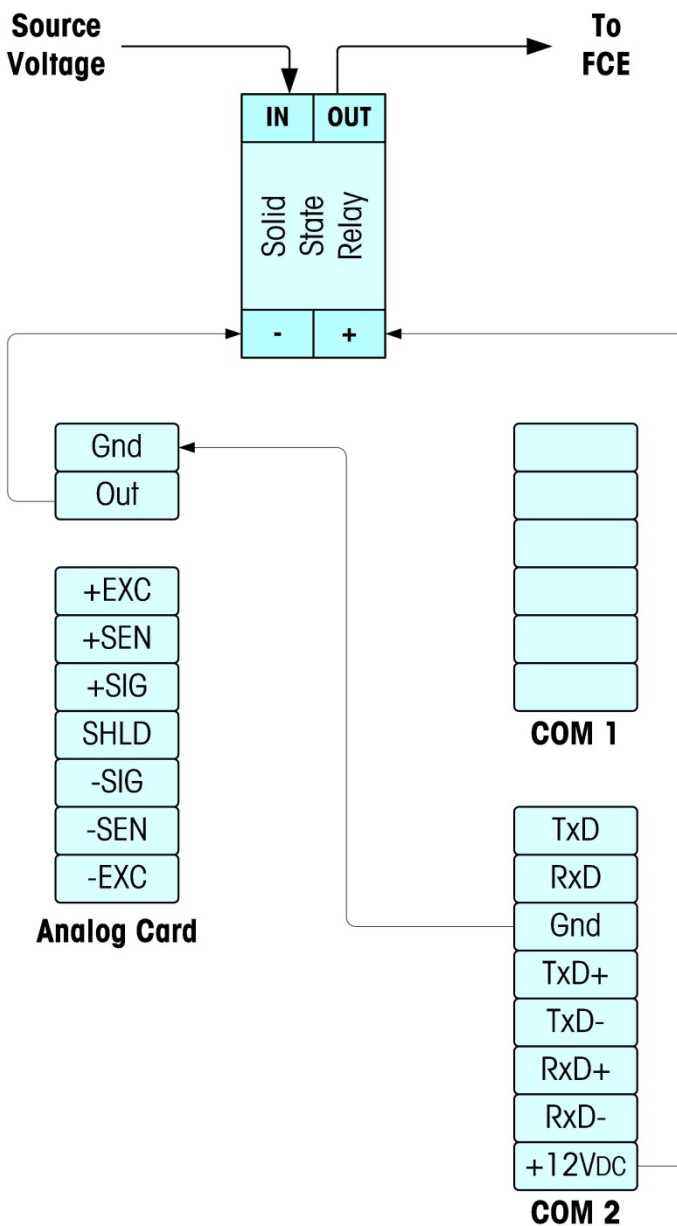 Source
Voltage
To
FCE
IN
OUT
Solid
State
Relay
-
+
Gnd
Out
+EXC
+SEN
+SIG
SHLD
-SIG
-SEN
-EXC
Analog Card
COM 1
TxD
RxD
Gnd
TxD+
TxD-
RxD+
RxD-
+12VDC
COM 2